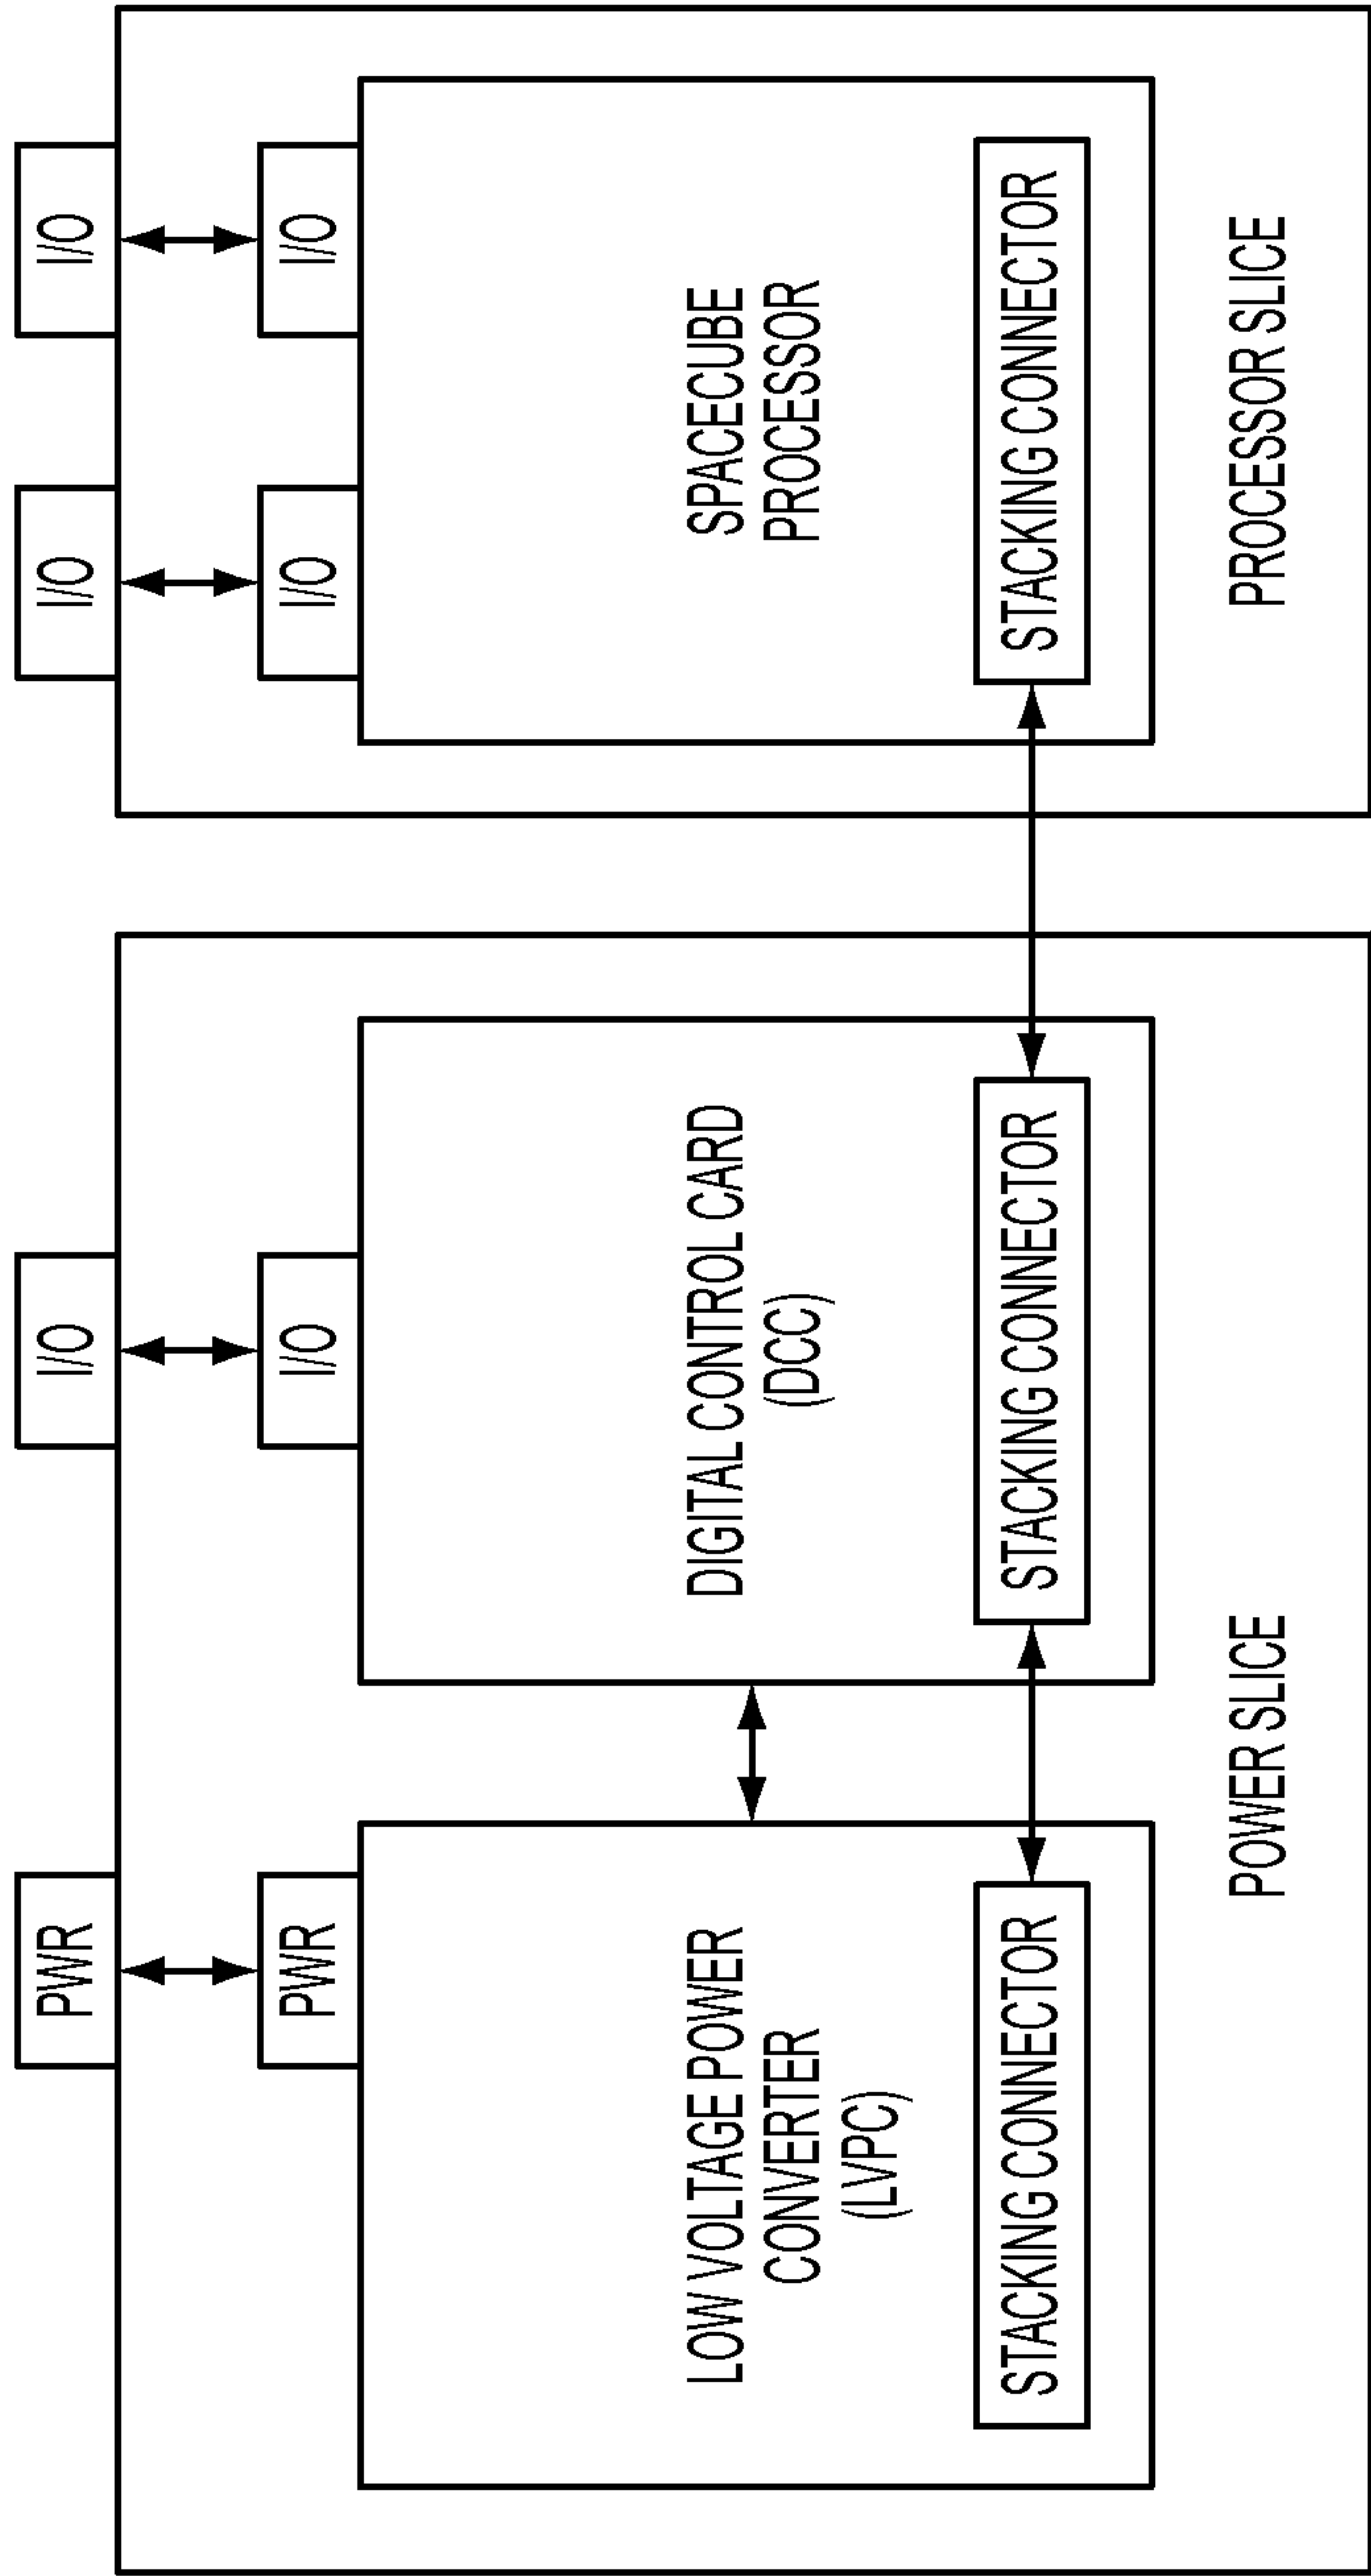 PWR
I/O
I/O
I/O
PWR
I/O
I/O
I/O
LOW VOLTAGE POWER
CONVERTER
(LVPC)
DIGITAL CONTROL CARD
(DCC)
SPACECUBE
PROCESSOR
STACKING CONNECTOR
STACKING CONNECTOR
STACKING CONNECTOR
POWER SLICE
PROCESSOR SLICE